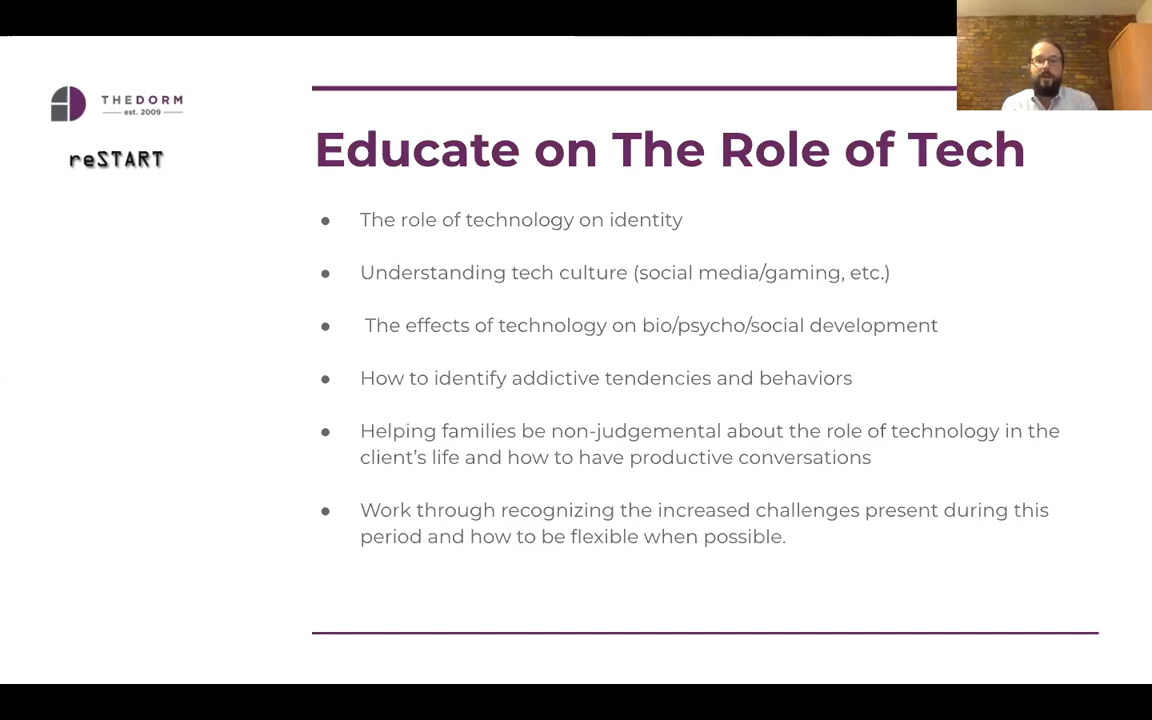 THEDORM
est. 2009
reSTART
Educate on The Role of Tech
● The role of technology on identity
● Understanding tech culture (social media/gaming, etc.)
● The effects of technology on bio/psycho/social development
● How to identify addictive tendencies and behaviors
● Helping families be non-judgemental about the role of technology in the
client's life and how to have productive conversations
● Work through recognizing the increased challenges present during this
period and how to be flexible when possible.